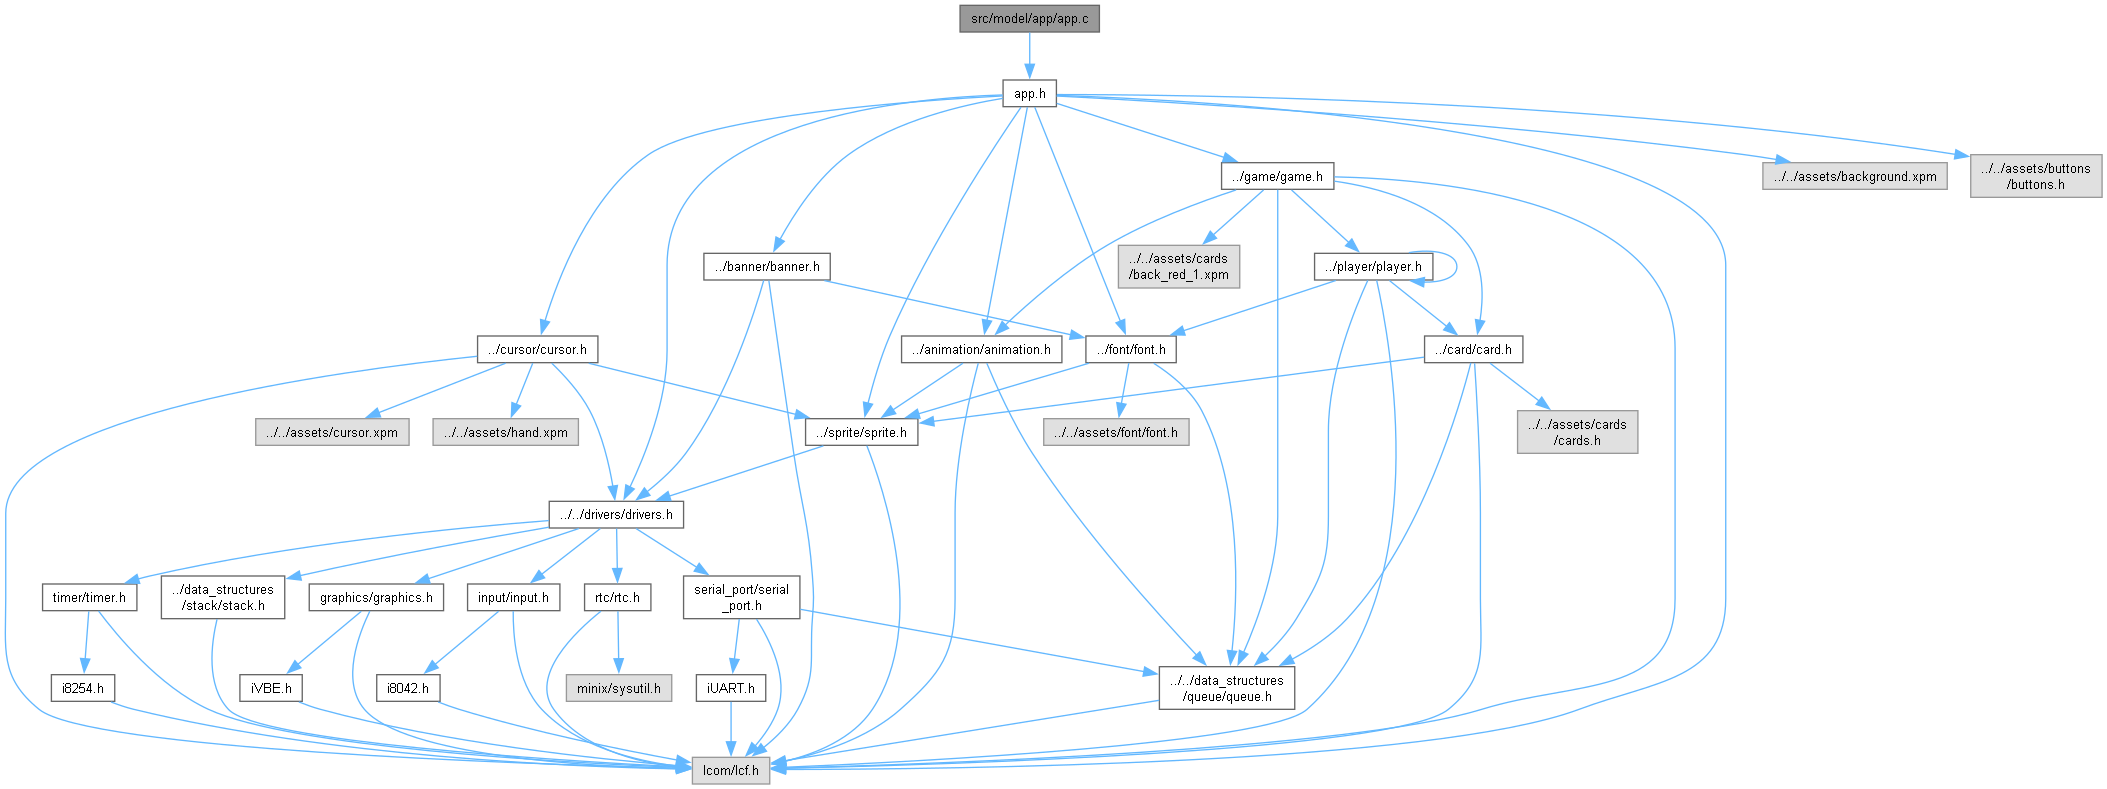 src/model/app/app.c
app.h
../game/game.h
../../assets/background.xpm
../../assets/buttons
/buttons.h
../banner/banner.h
../../assets/cards
/back_red_1.xpm
../player/player.h
../cursor/cursor.h
../animation/animation.h
../font/font.h
../card/card.h
../../assets/cursor.xpm
../../assets/hand.xpm
../sprite/sprite.h
../../assets/font/font.h
../../assets/cards
/cards.h
../../drivers/drivers.h
timer/timer.h
../data_structures
/stack/stack.h
graphics/graphics.h
input/input.h
rtc/rtc.h
serial_port/serial
_port.h
i8254.h
iVBE.h
i8042.h
minix/sysutil.h
iUART.h
../../data_structures
/queue/queue.h
lcom/lcf.h